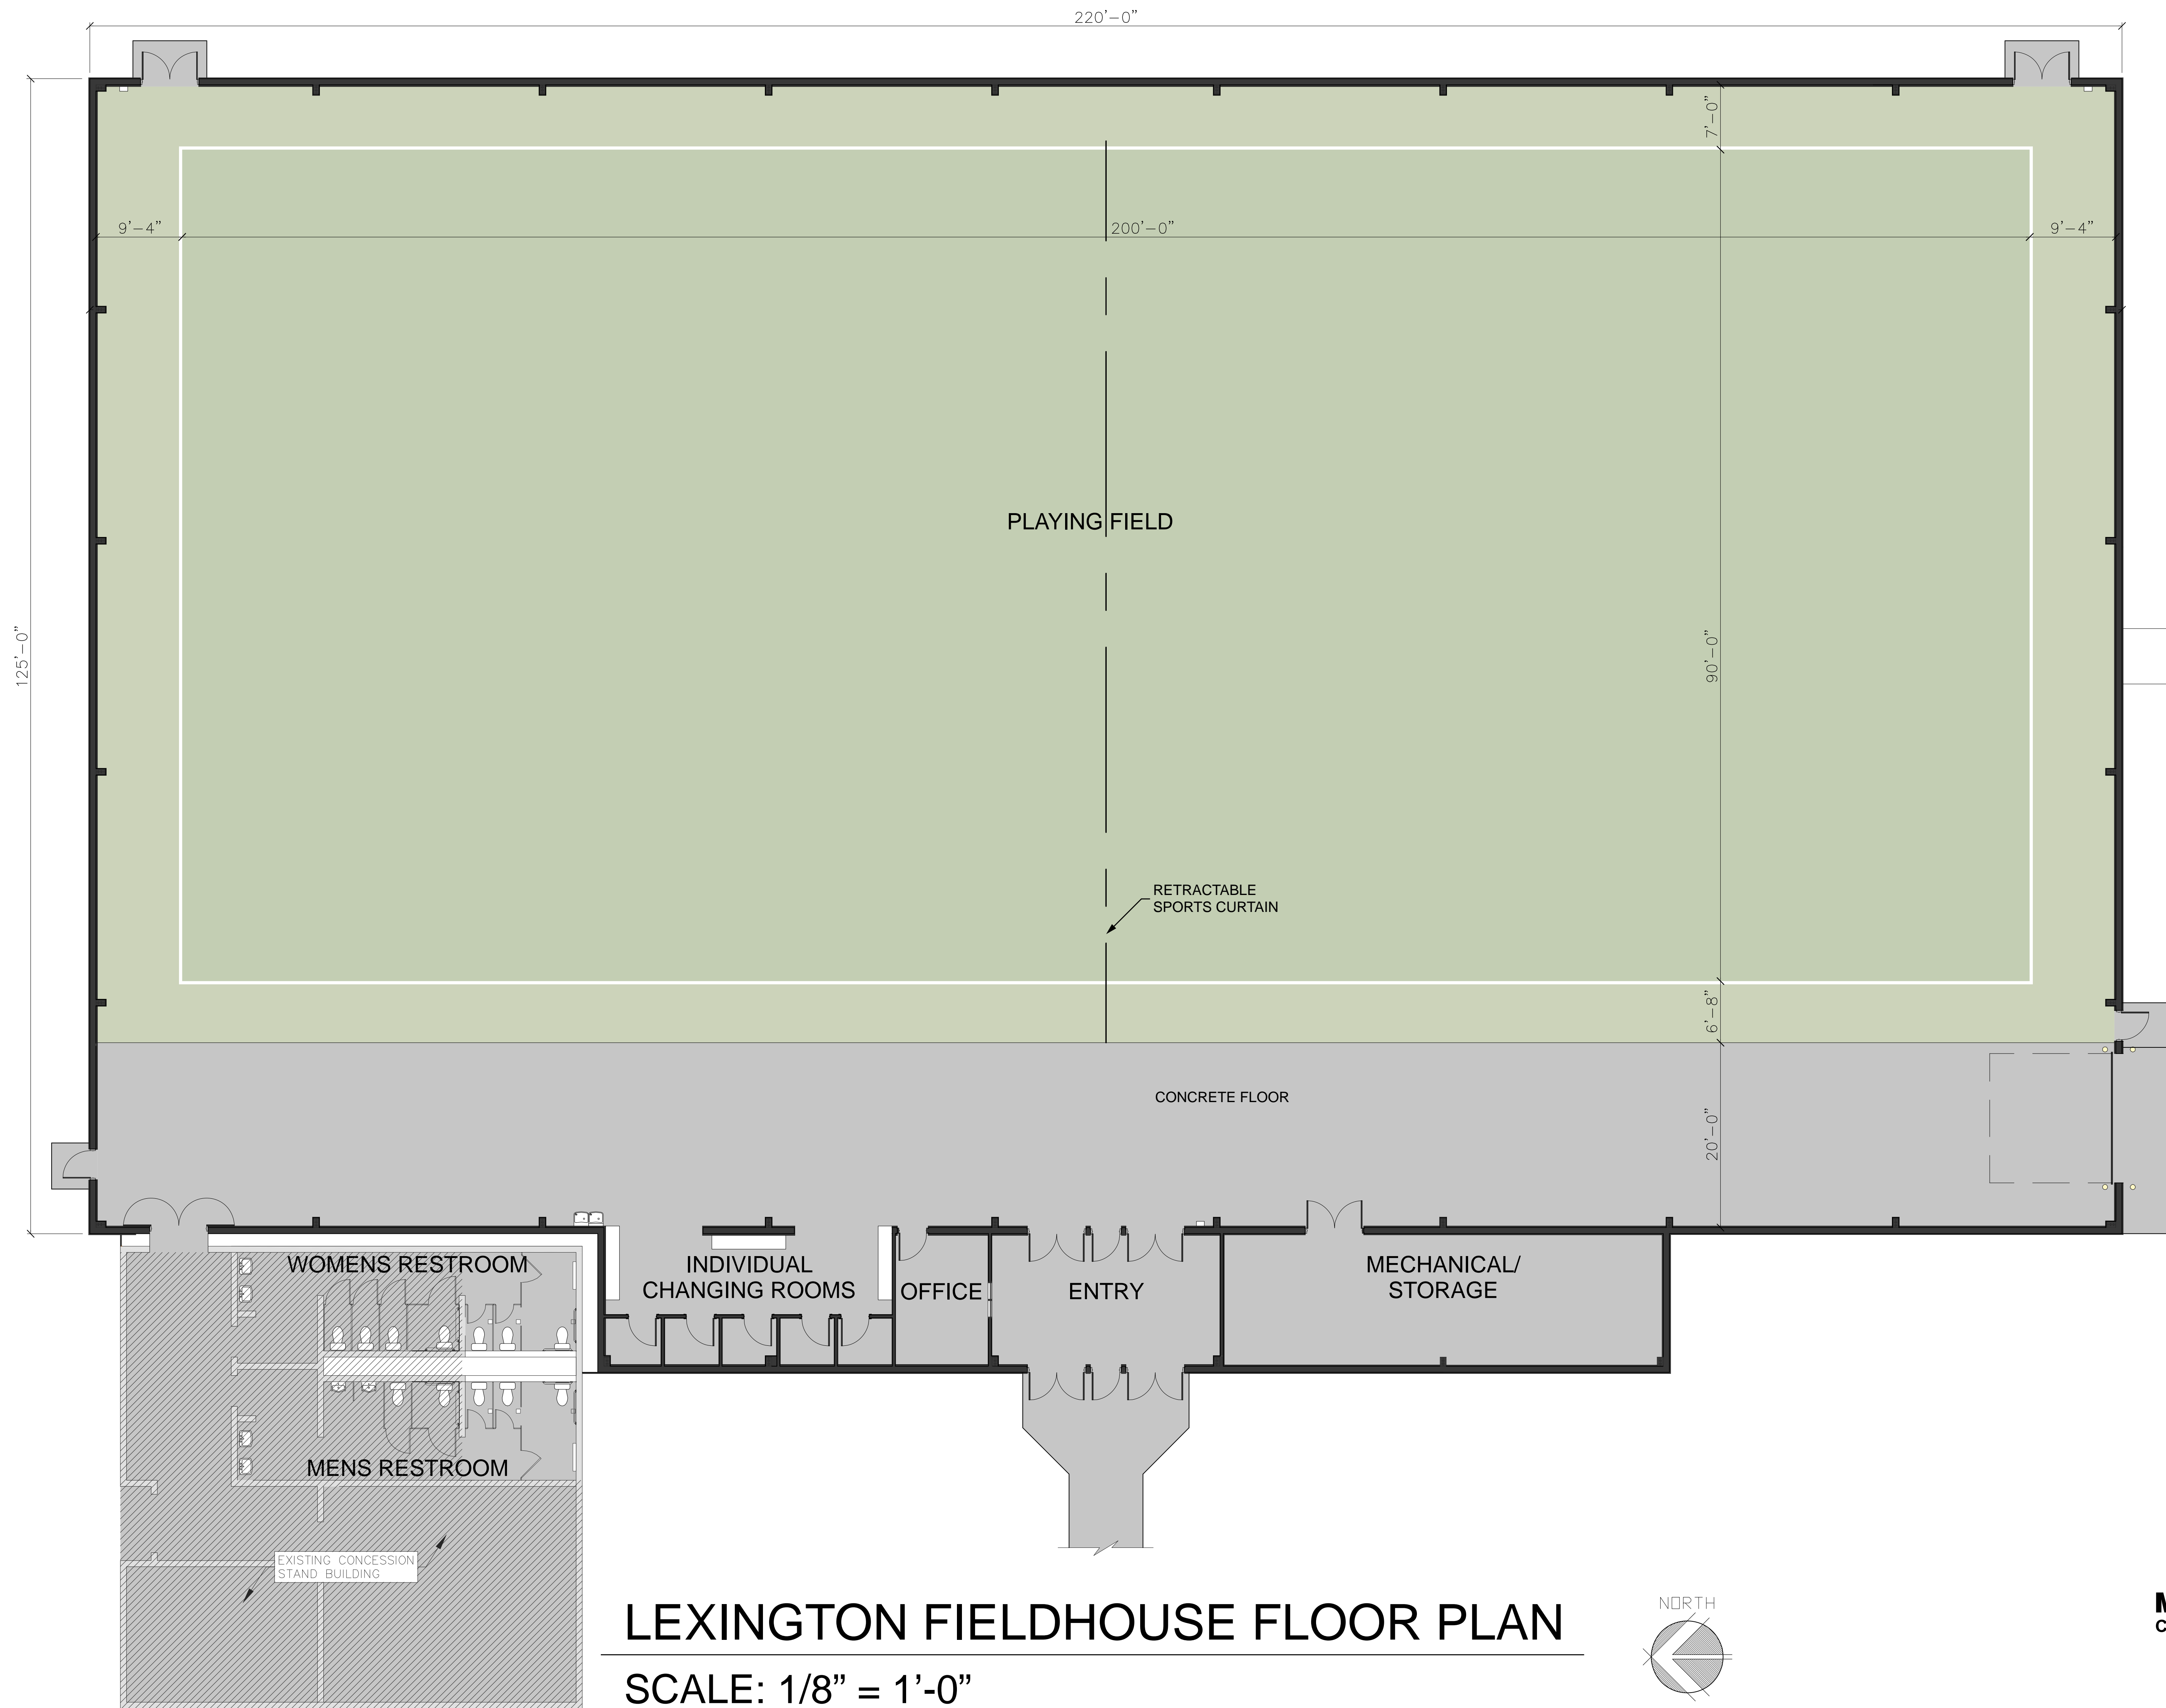 220'-0"
7'-0"
9'-4"
200'-0"
9'-4"
PLAYING FIELD
125'-0"
90'-0"
RETRACTABLE
SPORTS CURTAIN
6'-8"
CONCRETE FLOOR
20'-0"
WOMENS RESTROOM
INDIVIDUAL
CHANGING ROOMS
OFFICE
ENTRY
MECHANICAL/
STORAGE
MENS RESTROOM
EXISTING CONCESSION
STAND BUILDING
LEXINGTON FIELDHOUSE FLOOR PLAN
SCALE: 1/8" = 1'-0"
NORTH